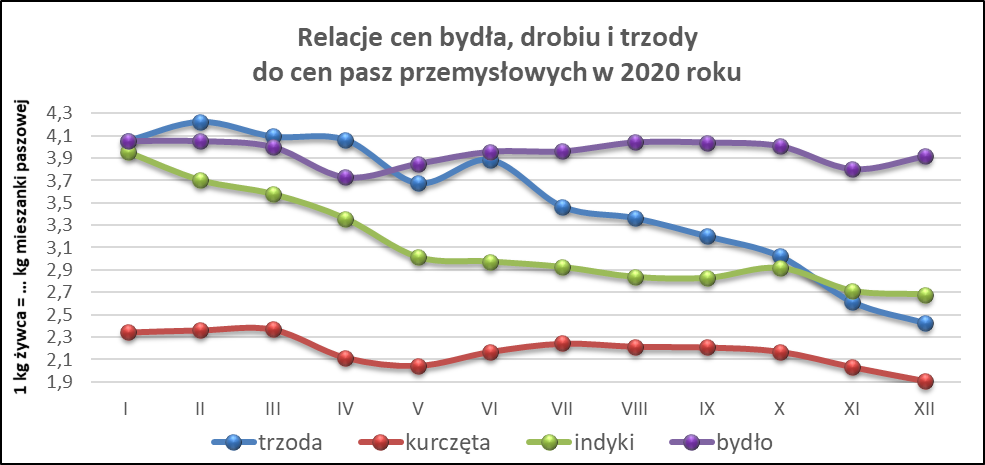 Relacje cen bydła, drobiu i trzody
do cen pasz przemysłowych w 2020 roku
1 kg żywca = ... kg mieszanki paszowej
4,3
4,1
3,9
3,7
3,5
3,3
3,1
2,9
2,7
2,5
2,3
2,1
1,9
I II III IV V VI VII VIII IX X XI XII
trzoda kurczęta indyki bydło